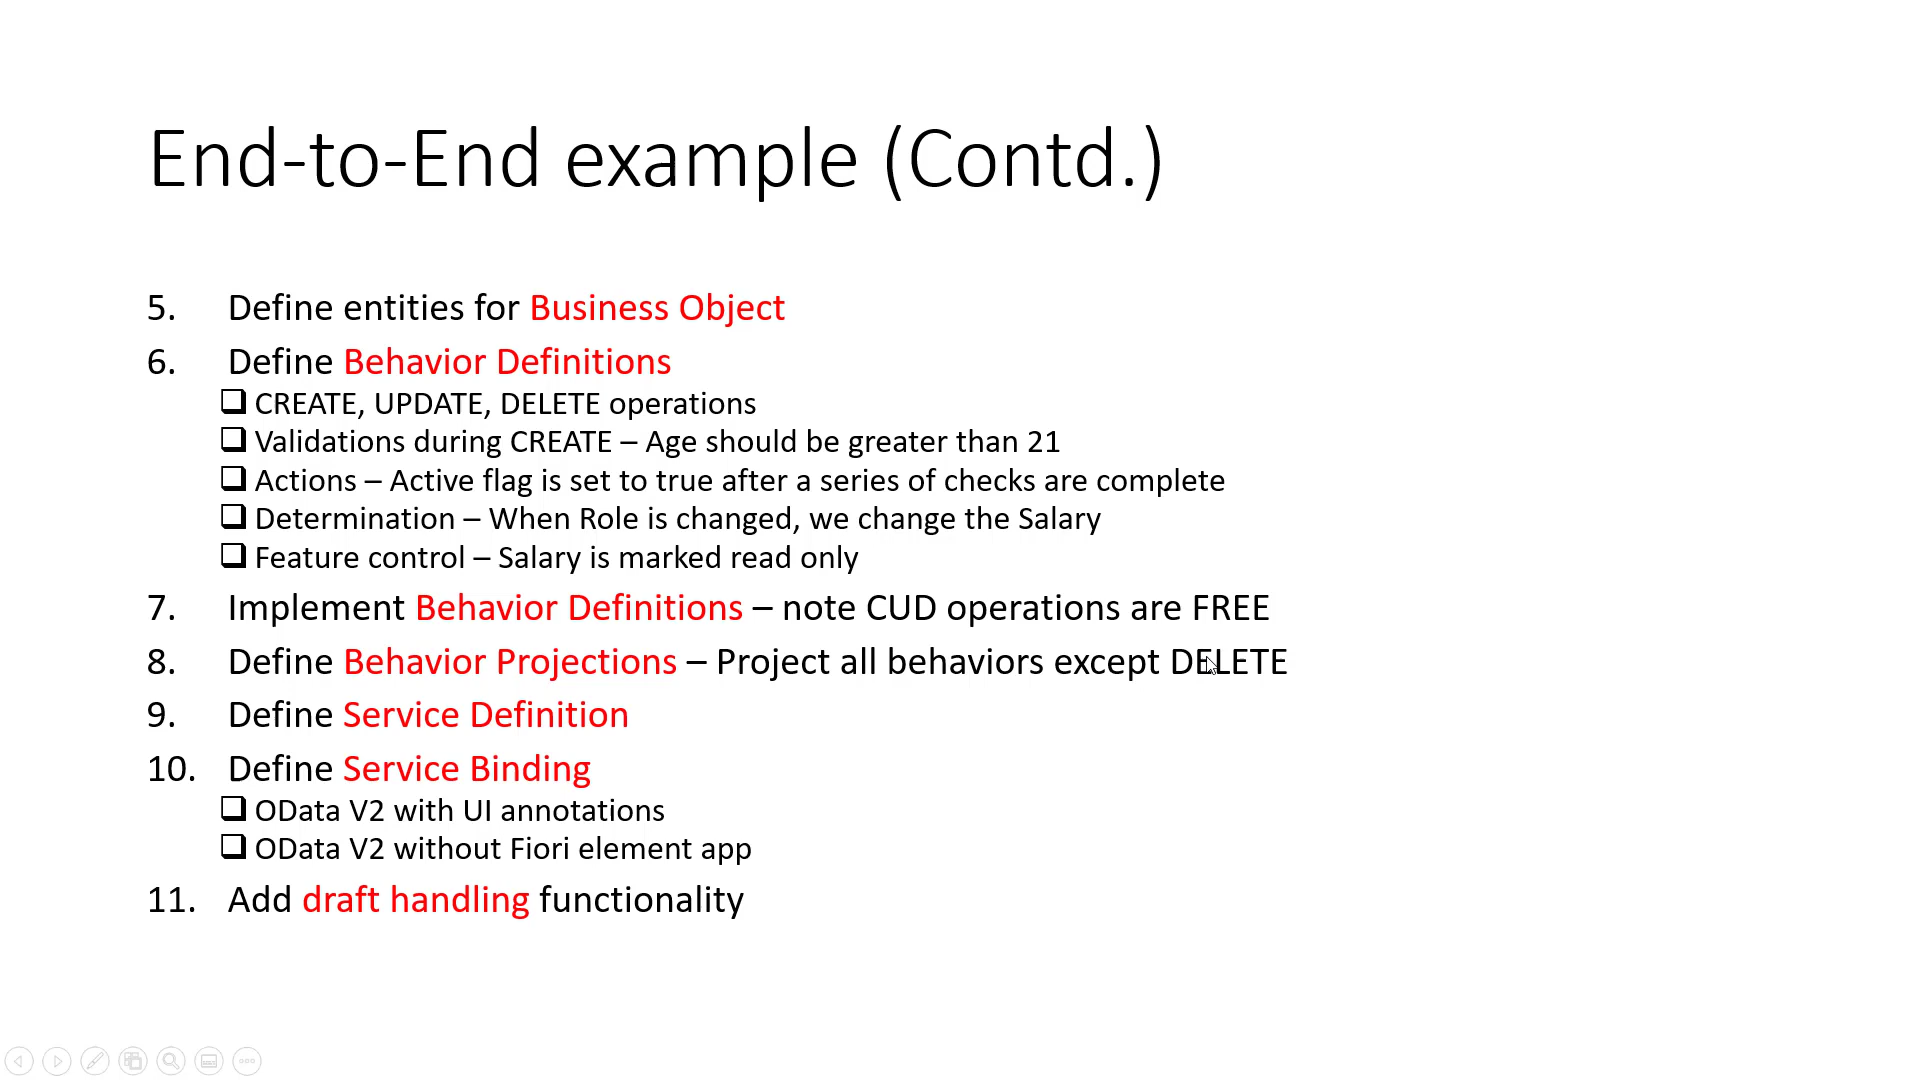 End-to-End example (Contd.)
5. Define entities for Business Object
6. Define Behavior Definitions
❑ CREATE, UPDATE, DELETE operations
❑ Validations during CREATE – Age should be greater than 21
❑ Actions – Active flag is set to true after a series of checks are complete
❑ Determination – When Role is changed, we change the Salary
❑ Feature control – Salary is marked read only
7. Implement Behavior Definitions – note CUD operations are FREE
8. Define Behavior Projections – Project all behaviors except DELETE
9. Define Service Definition
10. Define Service Binding
❑ OData V2 with UI annotations
❑ OData V2 without Fiori element app
11. Add draft handling functionality